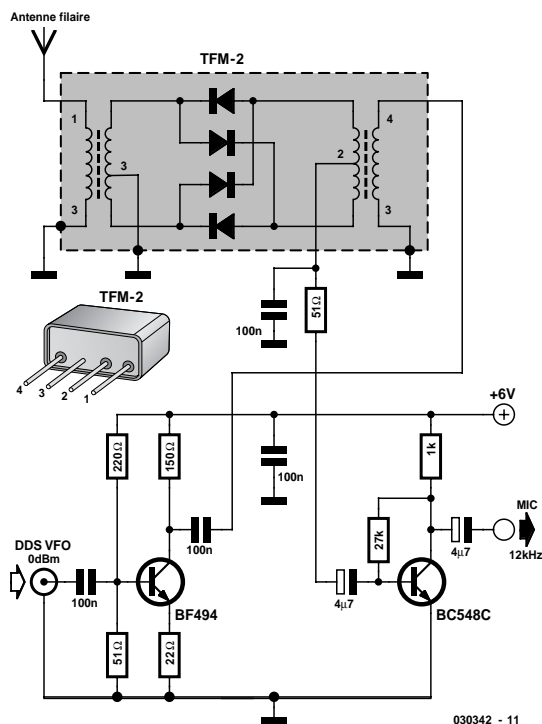 Antenne filaire
TFM-2
1
3
3
2
4
3
100n
51Ω
TFM-2
4
3
2
1
+6V
220Ω
150Ω
100n
1k
27k
MIC
12kHz
4µ7
4µ7
DDS VFO
0dBm
100n
100n
BF494
BC548C
51Ω
22Ω
030342 - 11